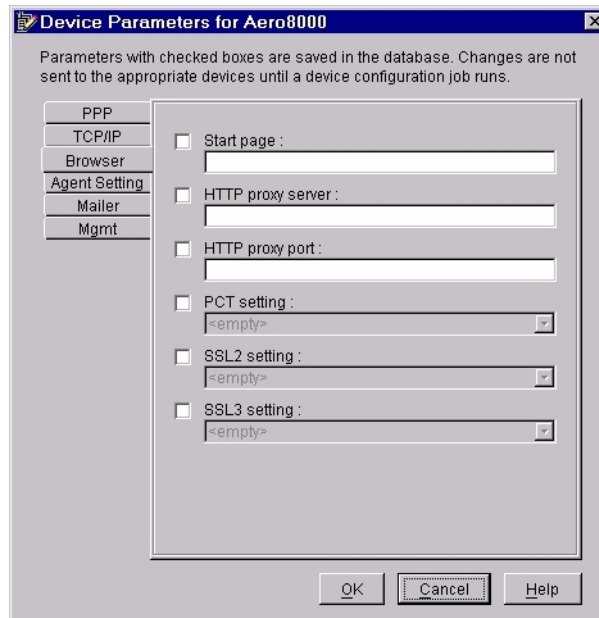 Device Parameters for Aero8000
Parameters with checked boxes are saved in the database. Changes are not
sent to the appropriate devices until a device configuration job runs.
PPP
TCP/IP
Browser
Agent Setting
Mailer
Mgmt
Start page :
HTTP proxy server :
HTTP proxy port :
PCT setting :
<empty>
SSL2 setting :
<empty>
SSL3 setting :
<empty>
OK Cancel Help